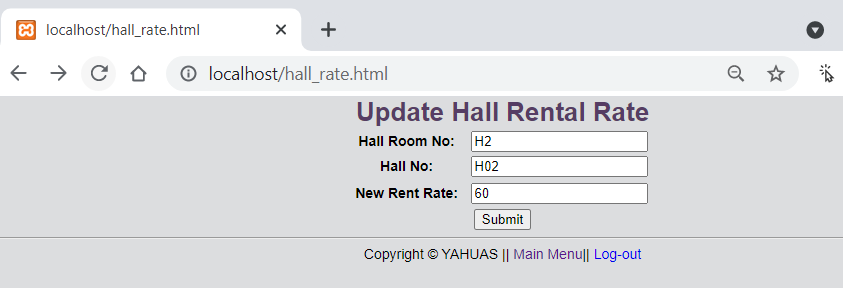 localhost/hall_rate.html
localhost/hall_rate.html
Update Hall Rental Rate
Hall Room No: H2
Hall No: H02
New Rent Rate: 60
Submit
Copyright © YAHUAS || Main Menu|| Log-out